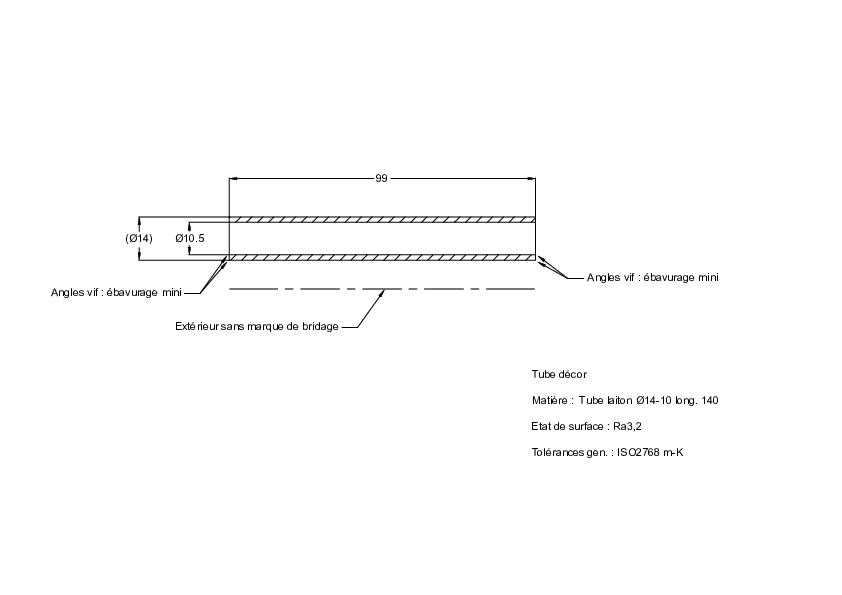 99
(Ø14)
Ø10.5
Angles vif : ébavurage mini
Angles vif : ébavurage mini
Extérieur sans marque de bridage
Tube décor
Matière : Tube laiton Ø14-10 long. 140
Etat de surface : Ra3,2
Tolérances gen. : ISO2768 m-K